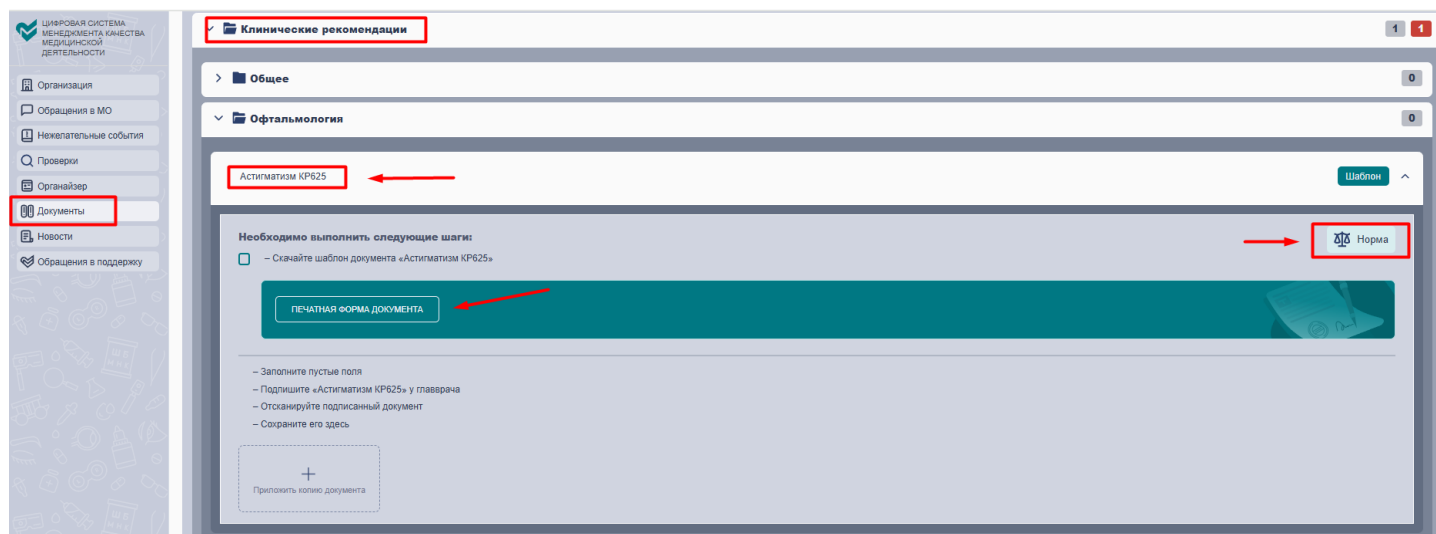 ЦИФРОВАЯ СИСТЕМА
МЕНЕДЖМЕНТА КАЧЕСТВА
МЕДИЦИНСКОЙ
ДЕЯТЕЛЬНОСТИ
Организация
Обращения в МО
Нежелательные события
Проверки
Органайзер
Документы
Новости
Обращения в поддержку
Клинические рекомендации
1 1
Общее
0
Офтальмология
0
Астигматизм КР625
Шаблон
Необходимо выполнить следующие шаги:
Норма
– Скачайте шаблон документа «Астигматизм КР625»
ПЕЧАТНАЯ ФОРМА ДОКУМЕНТА
– Заполните пустые поля
– Подпишите «Астигматизм КР625» у главврача
– Отсканируйте подписанный документ
– Сохраните его здесь
Приложить копию документа